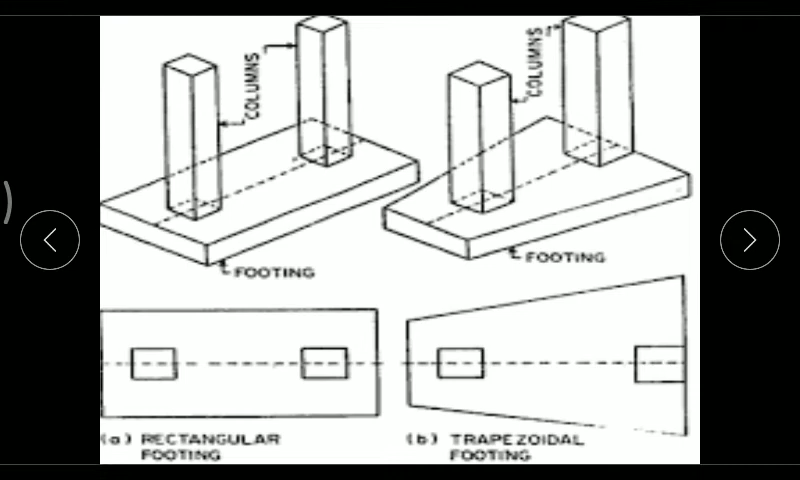 COLUMNS
COLUMNS
FOOTING
FOOTING
(a) RECTANGULAR
FOOTING
(b) TRAPEZOIDAL
FOOTING